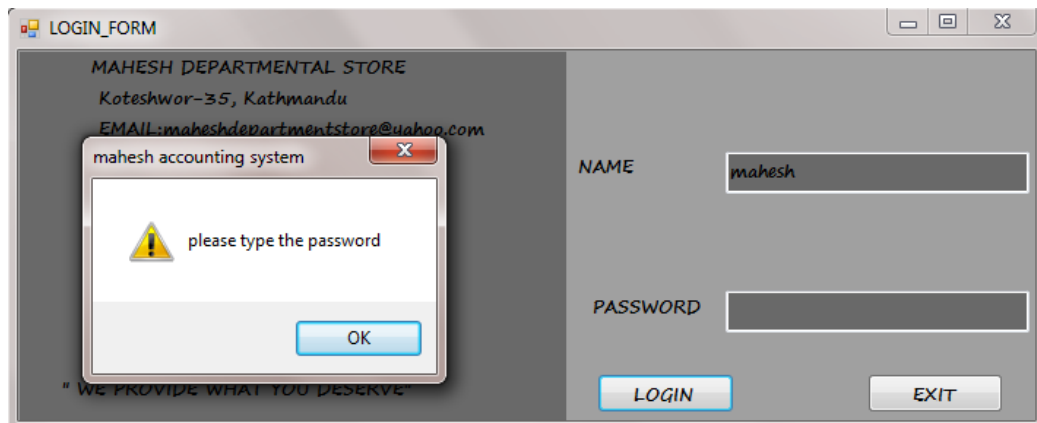 LOGIN_FORM
MAHESH DEPARTMENTAL STORE
Koteshwor-35, Kathmandu
EMAIL:maheshdepartmentstore@yahoo.com
mahesh accounting system
please type the password
OK
" WE PROVIDE WHAT YOU DESERVE"
NAME
mahesh
PASSWORD
LOGIN
EXIT